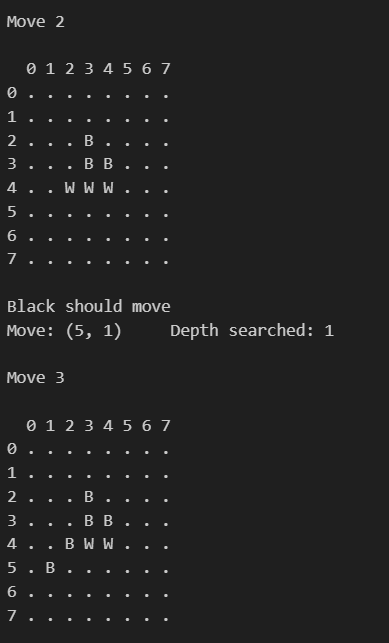 Move 2
  0 1 2 3 4 5 6 7
0 . . . . . . . .
1 . . . . . . . .
2 . . . B . . . .
3 . . . B B . . .
4 . . W W W . . .
5 . . . . . . . .
6 . . . . . . . .
7 . . . . . . . .
Black should move
Move: (5, 1)     Depth searched: 1
Move 3
  0 1 2 3 4 5 6 7
0 . . . . . . . .
1 . . . . . . . .
2 . . . B . . . .
3 . . . B B . . .
4 . . B W W . . .
5 . B . . . . . .
6 . . . . . . . .
7 . . . . . . . .